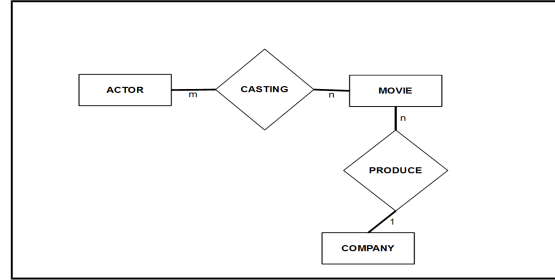 ACTOR
m
CASTING
n
MOVIE
n
PRODUCE
1
COMPANY